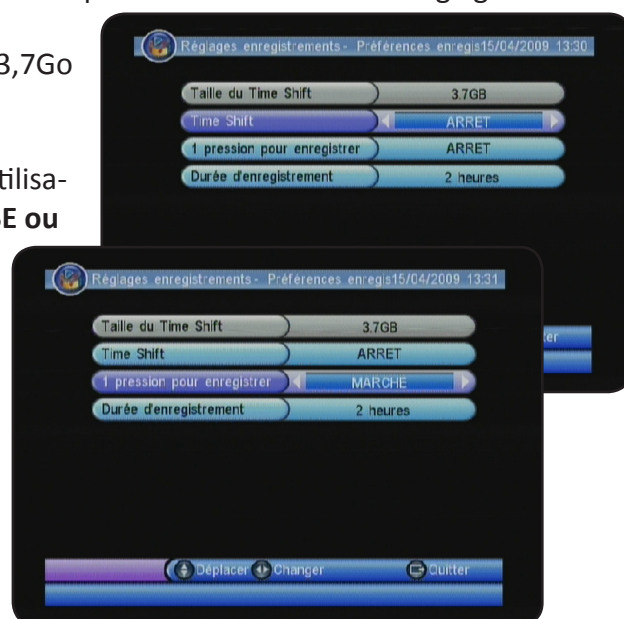 3,7Go
tilisa-
SE ou
Réglages enregistrements - Préférences enregis15/04/2009 13:30
Taille du Time Shift 3.7GB
Time Shift ARRET
1 pression pour enregistrer ARRET
Durée d'enregistrement 2 heures
ter
Réglages enregistrements - Préférences enregis15/04/2009 13:31
Taille du Time Shift 3.7GB
Time Shift ARRET
1 pression pour enregistrer MARCHE
Durée d'enregistrement 2 heures
Déplacer Changer Quitter